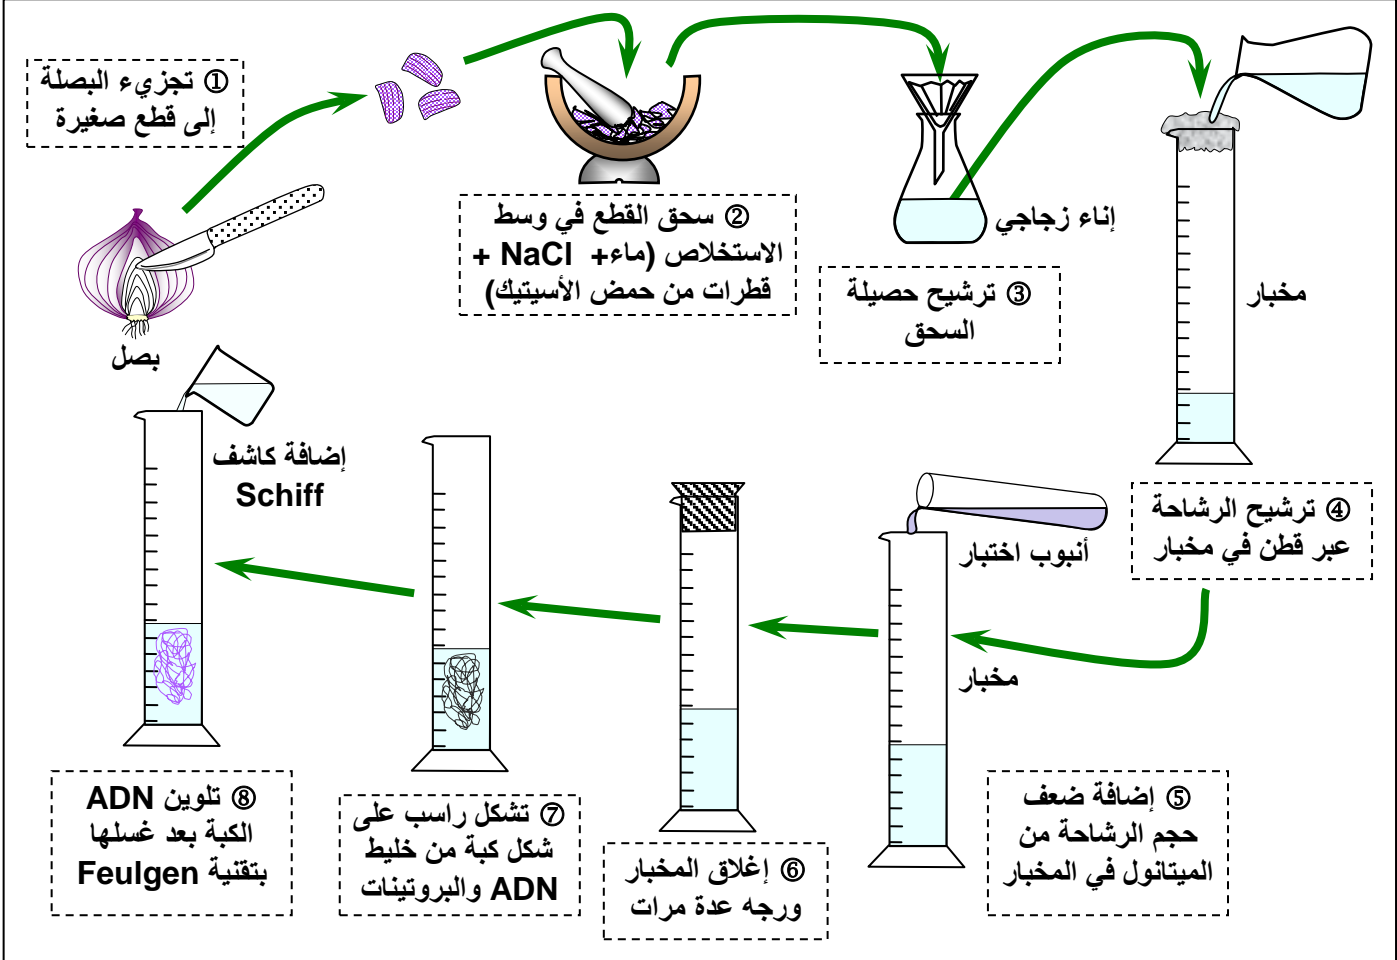 ① تجزيء البصلة
إلى قطع صغيرة
بصل
② سحق القطع في وسط
الاستخلاص (ماء+ NaCl +
قطرات من حمض الأسيتيك)
إناء زجاجي
③ ترشيح حصيلة
السحق
مخبار
④ ترشيح الرشاحة
عبر قطن في مخبار
أنبوب اختبار
مخبار
⑤ إضافة ضعف
حجم الرشاحة من
الميتانول في المخبار
⑥ إغلاق المخبار
ورجه عدة مرات
⑦ تشكل راسب على
شكل كبة من خليط
ADN والبروتينات
إضافة كاشف
Schiff
⑧ تلوين ADN
الكبة بعد غسلها
بتقنية Feulgen